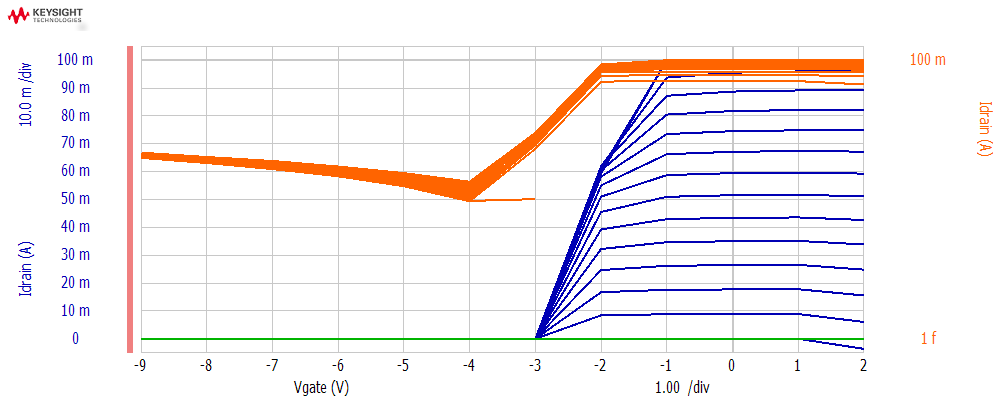 KEYSIGHT
TECHNOLOGIES
10.0 m /div
Idrain (A)
100 m
90 m
80 m
70 m
60 m
50 m
40 m
30 m
20 m
10 m
0
100 m
Idrain (A)
1 f
-9 -8 -7 -6 -5 -4 -3 -2 -1 0 1 2
Vgate (V) 1.00 /div